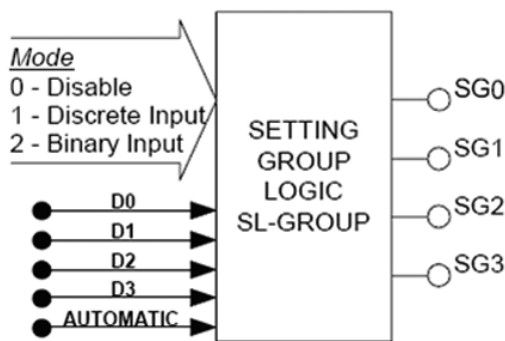 Mode
0 - Disable
1 - Discrete Input
2 - Binary Input
D0
D1
D2
D3
AUTOMATIC
SETTING
GROUP
LOGIC
SL-GROUP
SG0
SG1
SG2
SG3